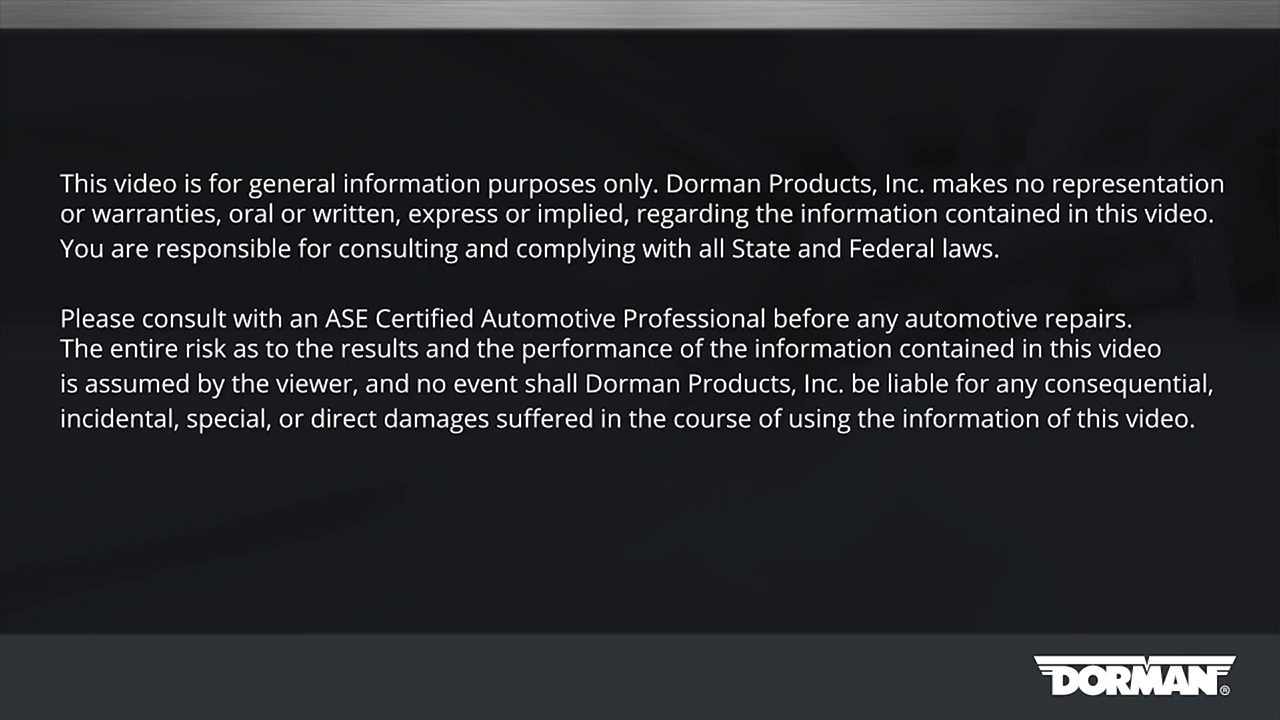 This video is for general information purposes only. Dorman Products, Inc. makes no representation
or warranties, oral or written, express or implied, regarding the information contained in this video.
You are responsible for consulting and complying with all State and Federal laws.
Please consult with an ASE Certified Automotive Professional before any automotive repairs.
The entire risk as to the results and the performance of the information contained in this video
is assumed by the viewer, and no event shall Dorman Products, Inc. be liable for any consequential,
incidental, special, or direct damages suffered in the course of using the information of this video.
DORMAN®